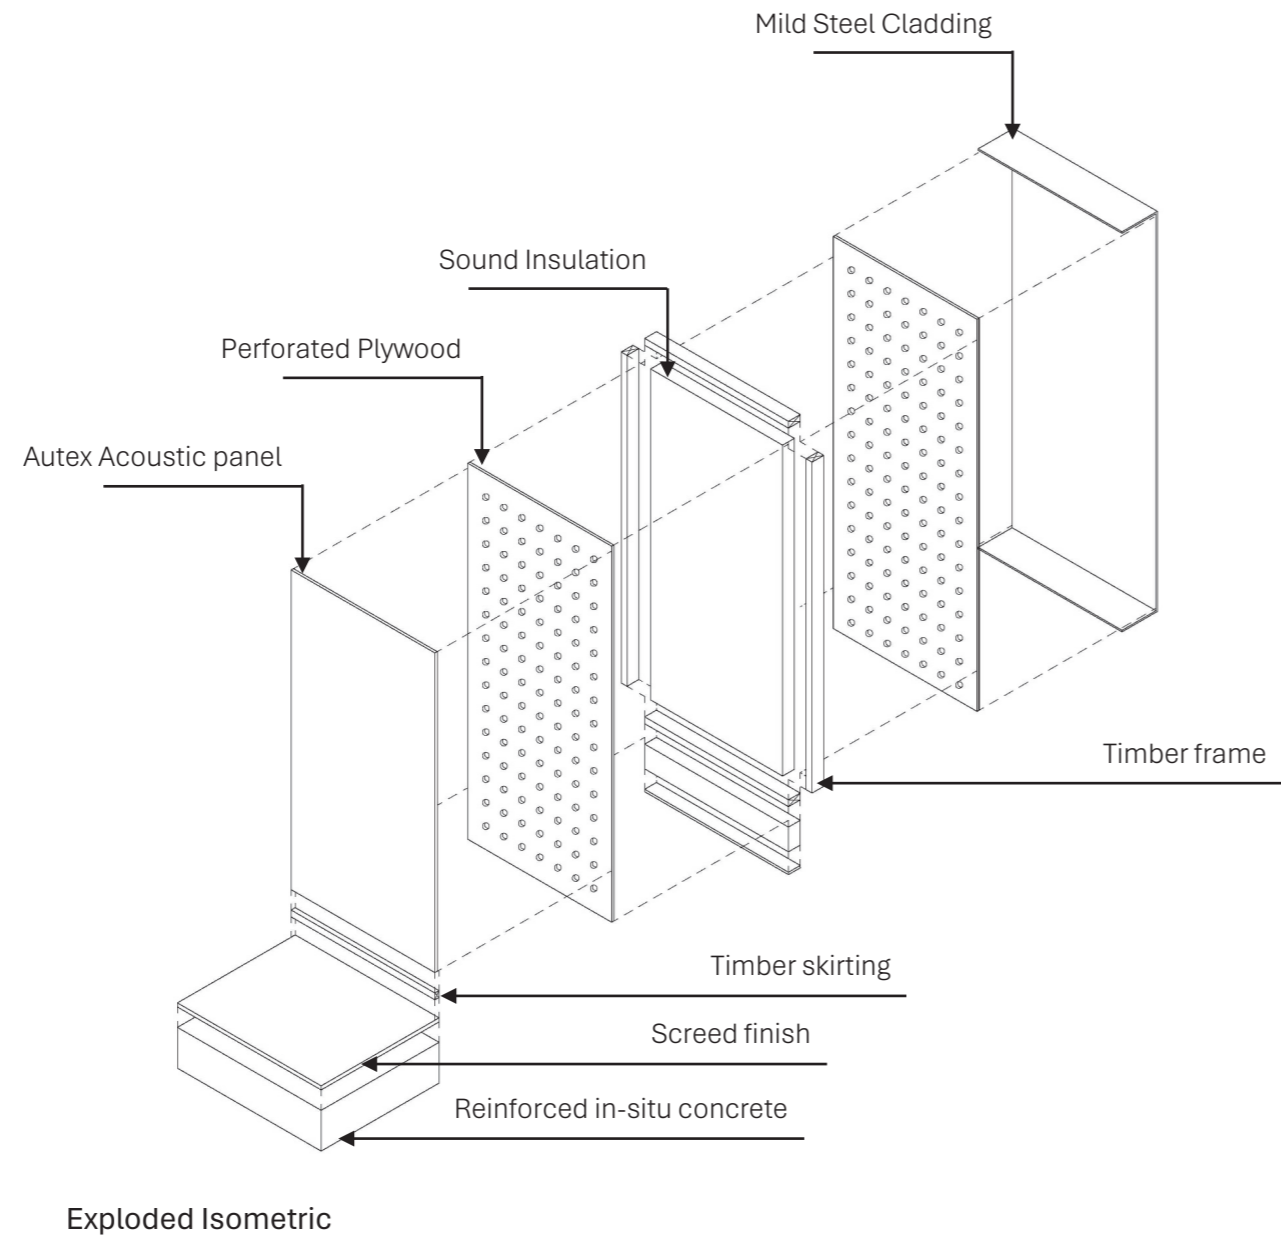 Mild Steel Cladding
Sound Insulation
Perforated Plywood
Autex Acoustic panel
Timber frame
Timber skirting
Screed finish
Reinforced in-situ concrete
Exploded Isometric